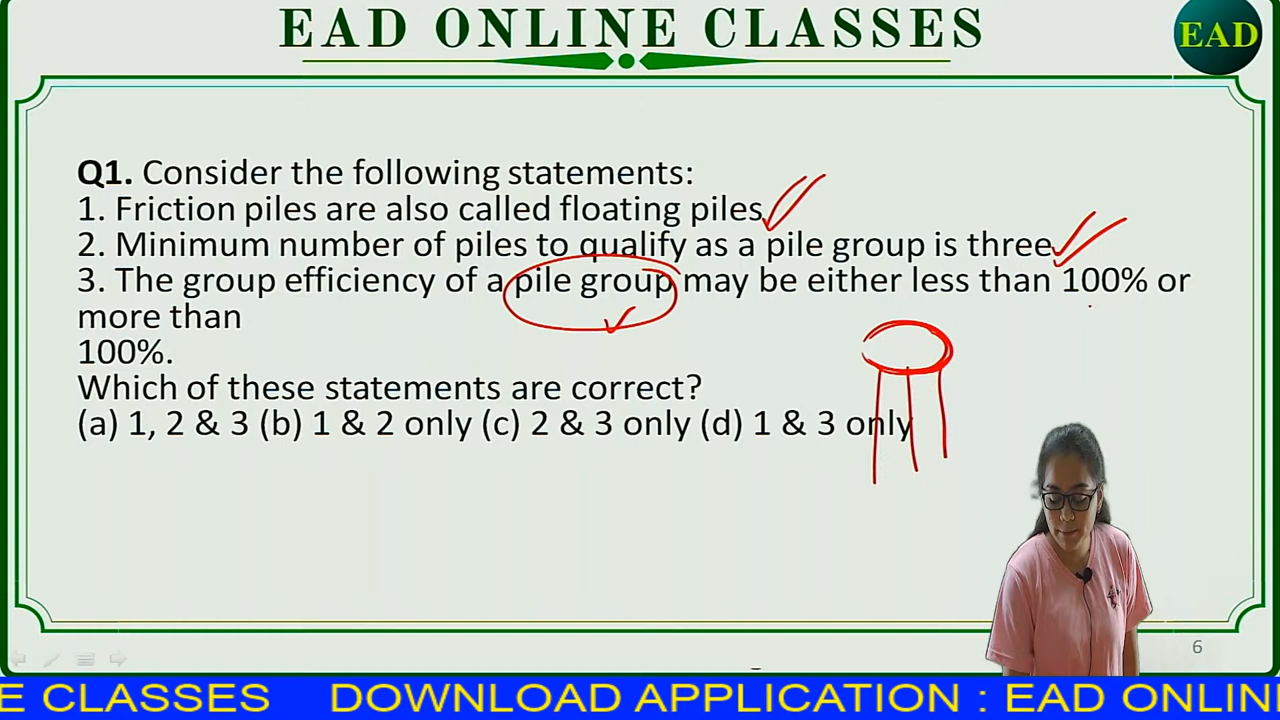 EAD ONLINE CLASSES
EAD
Q1. Consider the following statements:
1. Friction piles are also called floating piles
2. Minimum number of piles to qualify as a pile group is three
3. The group efficiency of a pile group may be either less than 100% or
more than
100%.
Which of these statements are correct?
(a) 1, 2 & 3 (b) 1 & 2 only (c) 2 & 3 only (d) 1 & 3 only
6
E CLASSES DOWNLOAD APPLICATION : EAD ONLIN